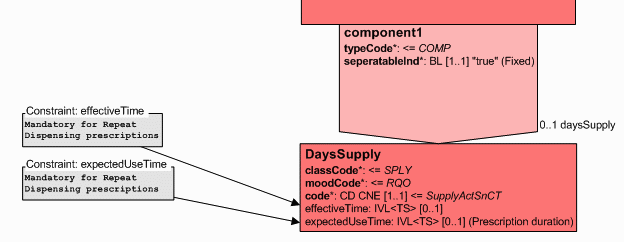 component1
typeCode*: <= COMP
seperatableInd*: BL [1..1] "true" (Fixed)
Constraint: effectiveTime
Mandatory for Repeat
Dispensing prescriptions
0..1 daysSupply
Constraint: expectedUseTime
Mandatory for Repeat
Dispensing prescriptions
DaysSupply
classCode*: <= SPLY
moodCode*: <= RQO
code*: CD CNE [1..1] <= SupplyActSnCT
effectiveTime: IVL<TS> [0..1]
expectedUseTime: IVL<TS> [0..1] (Prescription duration)